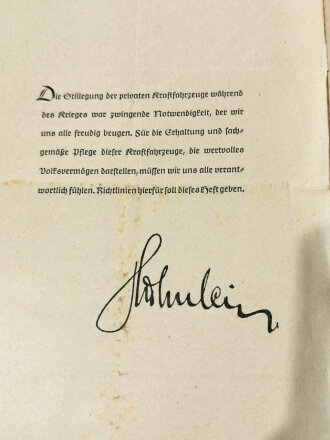 Die Stillegung der privaten Kraftfahrzeuge während
des Krieges war zwingende Notwendigkeit, der wir
uns alle freudig beugen. Für die Erhaltung und sach-
gemäße Pflege dieser Kraftfahrzeuge, die wertvolles
Volksvermögen darstellen, müssen wir uns alle verant-
wortlich fühlen. Richtlinien hierfür soll dieses Heft geben.
Hühnlein